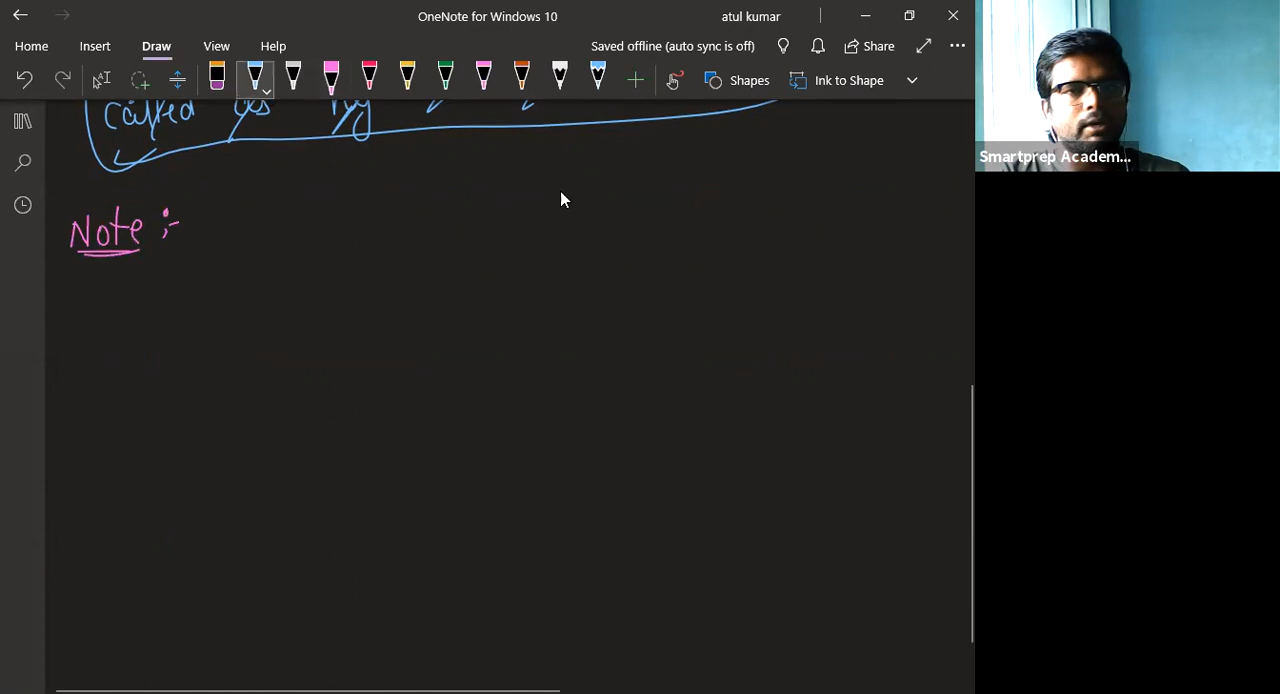 OneNote for Windows 10
atul kumar
Home Insert Draw View Help
Saved offline (auto sync is off)
Share
Shapes
Ink to Shape
called as
Note :-
Smartprep Academ...